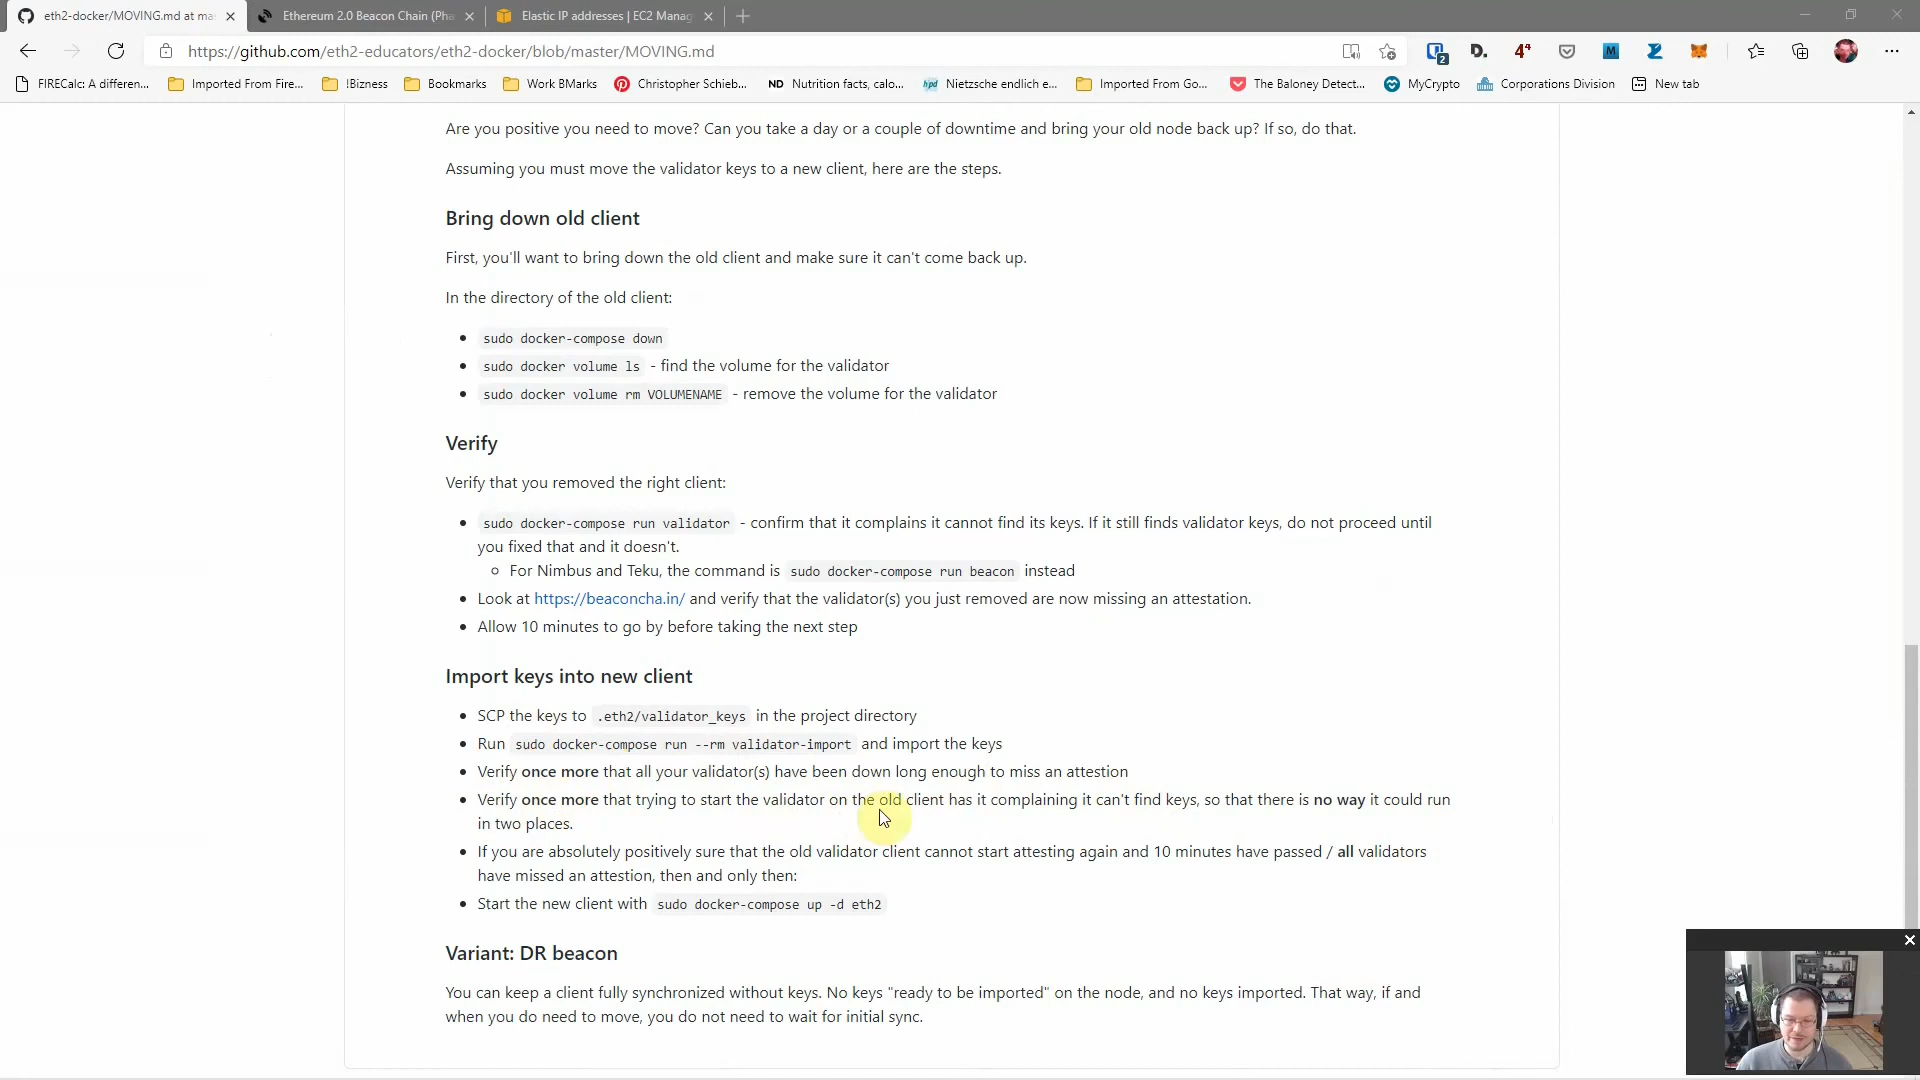 eth2-docker/MOVING.md at mas
Ethereum 2.0 Beacon Chain (Pha
Elastic IP addresses | EC2 Manag
https://github.com/eth2-educators/eth2-docker/blob/master/MOVING.md
2
D.
4⁴
M
FIRECalc: A differen...
Imported From Fire...
!Bizness
Bookmarks
Work BMarks
Christopher Schieb...
ND Nutrition facts, calo...
hpd Nietzsche endlich e...
Imported From Go...
The Baloney Detect...
MyCrypto
Corporations Division
New tab
Are you positive you need to move? Can you take a day or a couple of downtime and bring your old node back up? If so, do that.
Assuming you must move the validator keys to a new client, here are the steps.
Bring down old client
First, you'll want to bring down the old client and make sure it can't come back up.
In the directory of the old client:
sudo docker-compose down
sudo docker volume ls - find the volume for the validator
sudo docker volume rm VOLUMENAME - remove the volume for the validator
Verify
Verify that you removed the right client:
sudo docker-compose run validator - confirm that it complains it cannot find its keys. If it still finds validator keys, do not proceed until
you fixed that and it doesn't.
For Nimbus and Teku, the command is sudo docker-compose run beacon instead
Look at https://beaconcha.in/ and verify that the validator(s) you just removed are now missing an attestation.
Allow 10 minutes to go by before taking the next step
Import keys into new client
SCP the keys to .eth2/validator_keys in the project directory
Run sudo docker-compose run --rm validator-import and import the keys
Verify once more that all your validator(s) have been down long enough to miss an attestion
Verify once more that trying to start the validator on the old client has it complaining it can't find keys, so that there is no way it could run
in two places.
If you are absolutely positively sure that the old validator client cannot start attesting again and 10 minutes have passed / all validators
have missed an attestion, then and only then:
Start the new client with sudo docker-compose up -d eth2
Variant: DR beacon
You can keep a client fully synchronized without keys. No keys "ready to be imported" on the node, and no keys imported. That way, if and
when you do need to move, you do not need to wait for initial sync.